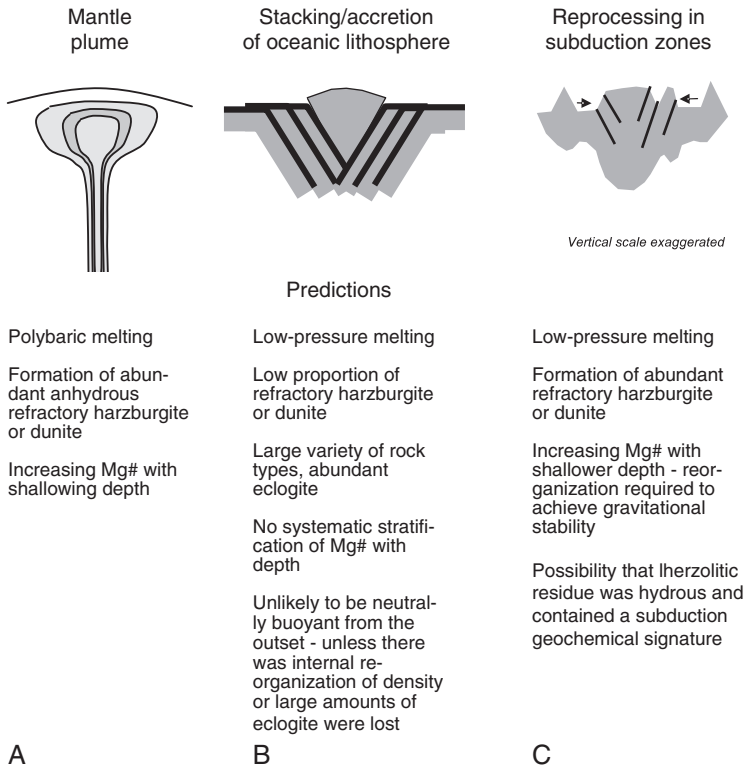 Mantle
plume
Stacking/accretion
of oceanic lithosphere
Reprocessing in
subduction zones
Vertical scale exaggerated
Predictions
Polybaric melting
Formation of abun-
dant anhydrous
refractory harzburgite
or dunite
Increasing Mg# with
shallowing depth
A
Low-pressure melting
Low proportion of
refractory harzburgite
or dunite
Large variety of rock
types, abundant
eclogite
No systematic stratifi-
cation of Mg# with
depth
Unlikely to be neutral-
ly buoyant from the
outset - unless there
was internal re-
organization of density
or large amounts of
eclogite were lost
B
Low-pressure melting
Formation of abundant
refractory harzburgite
or dunite
Increasing Mg# with
shallower depth - reor-
ganization required to
achieve gravitational
stability
Possibility that lherzolitic
residue was hydrous and
contained a subduction
geochemical signature
C